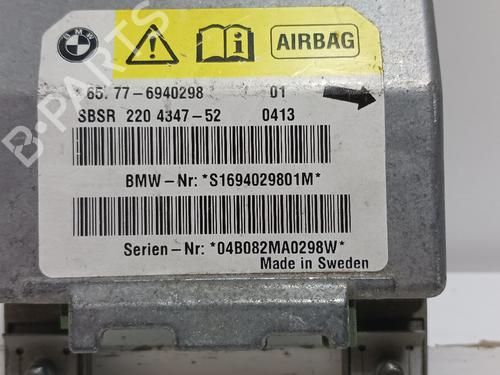 BMW
AIRBAG
65.77-6940298 01
SBSR 220 4347-52 0413
BMW-Nr: *S1694029801M*
Serien-Nr: *04B082MA0298W*
Made in Sweden
B-PARTS